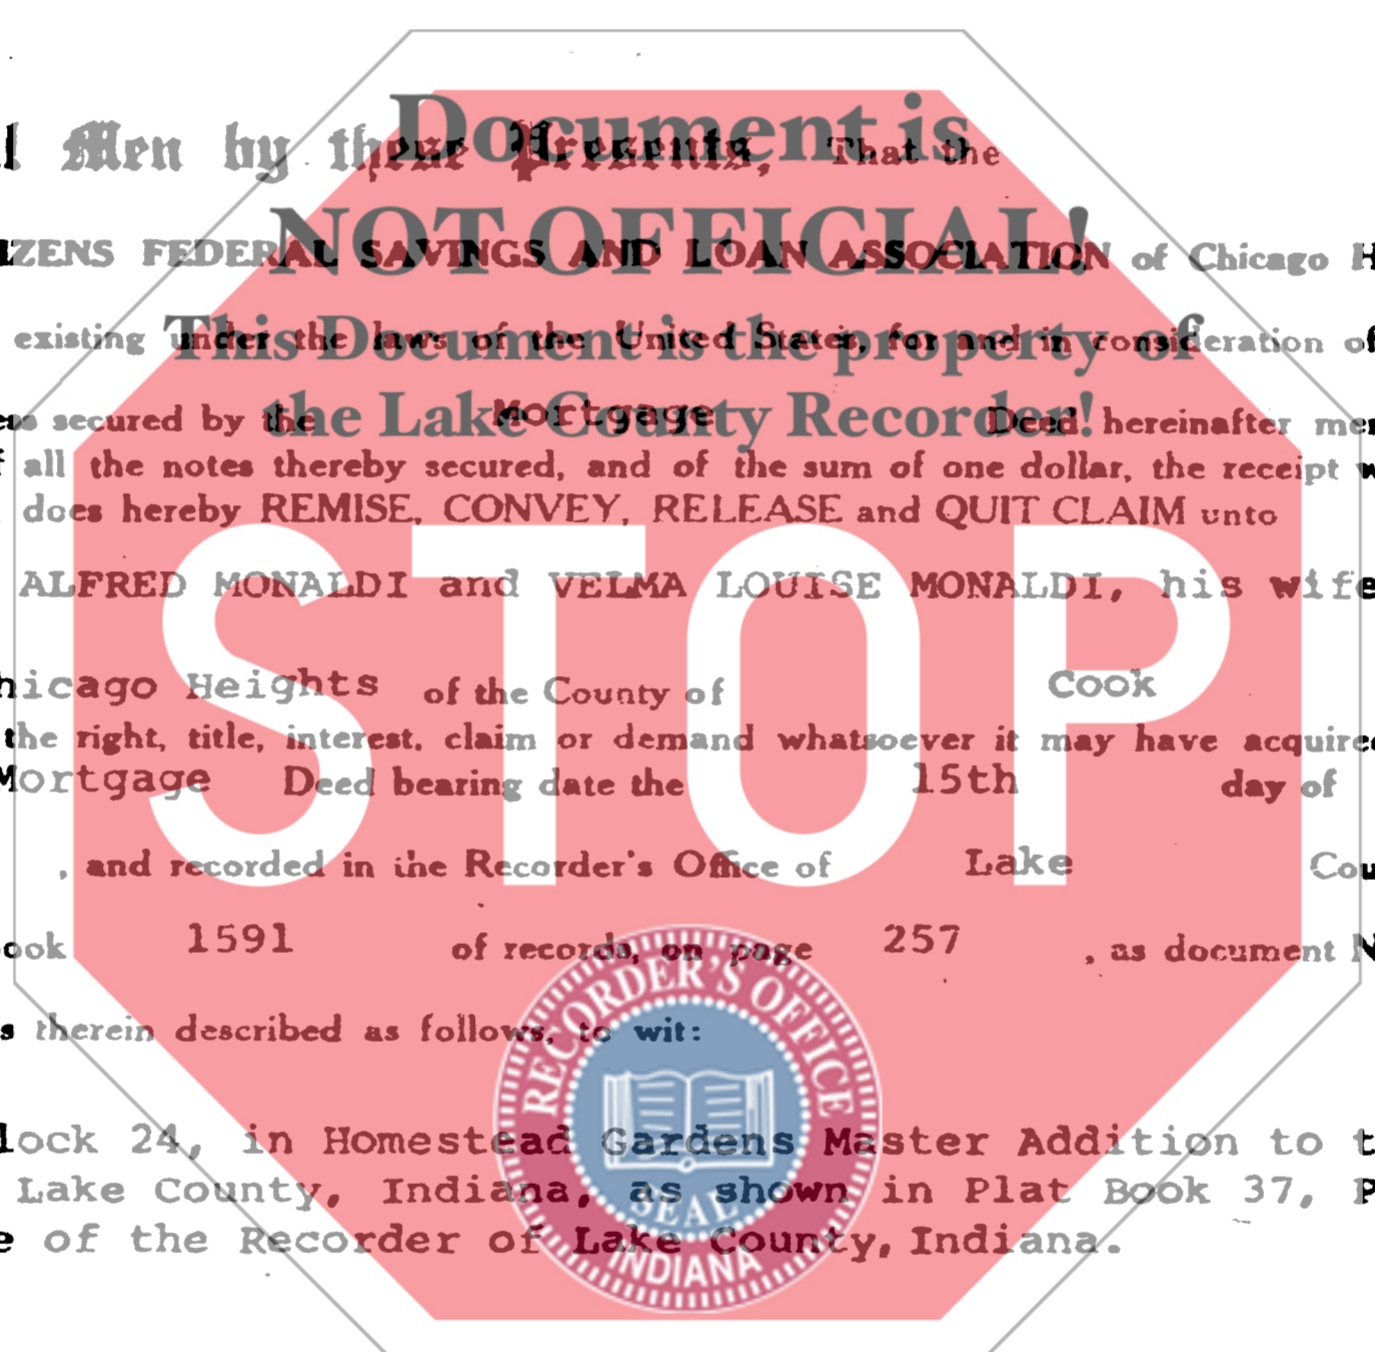 Document is
NOT OFFICIAL!
This Document is the property of
the Lake County Recorder!
STOP
Men by these Presents, That the
IZENS FEDERAL SAVINGS AND LOAN ASSOCIATION of Chicago H
existing under the laws of the United States, for and in consideration of
secured by the Mortgage Deed hereinafter men
all the notes thereby secured, and of the sum of one dollar, the receipt w
does hereby REMISE, CONVEY, RELEASE and QUIT CLAIM unto
ALFRED MONALDI and VELMA LOUISE MONALDI, his wife
hicago Heights of the County of Cook
the right, title, interest, claim or demand whatsoever it may have acquired
Mortgage Deed bearing date the 15th day of
, and recorded in the Recorder's Office of Lake Cou
ook 1591 of records, on page 257 , as document N
s therein described as follows, to wit:
lock 24, in Homestead Gardens Master Addition to t
Lake County, Indiana, as shown in Plat Book 37, P
e of the Recorder of Lake County, Indiana.
RECORDER'S OFFICE
SEAL
INDIANA